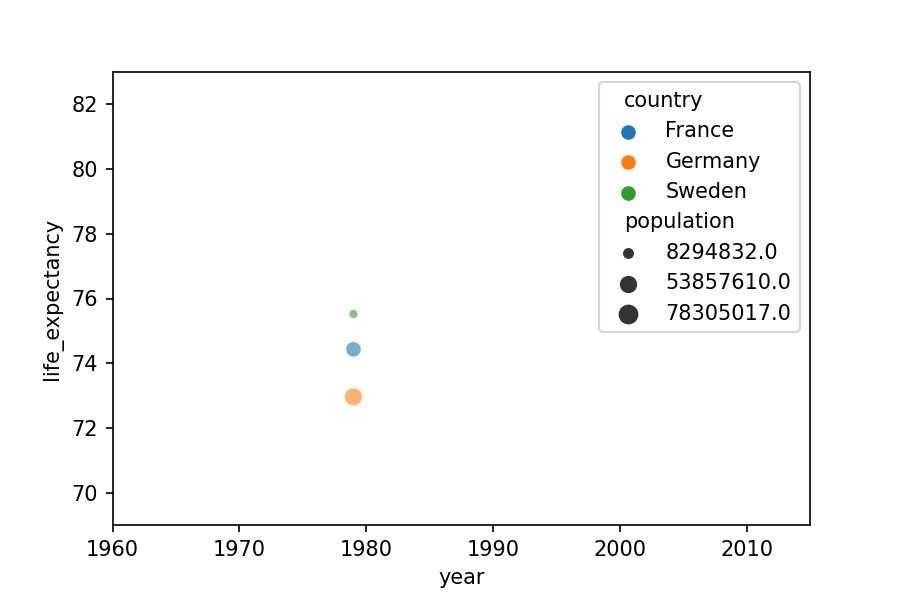 82
80
78
76
74
72
70
life_expectancy
1960
1970
1980
1990
2000
2010
year
country
France
Germany
Sweden
population
8294832.0
53857610.0
78305017.0